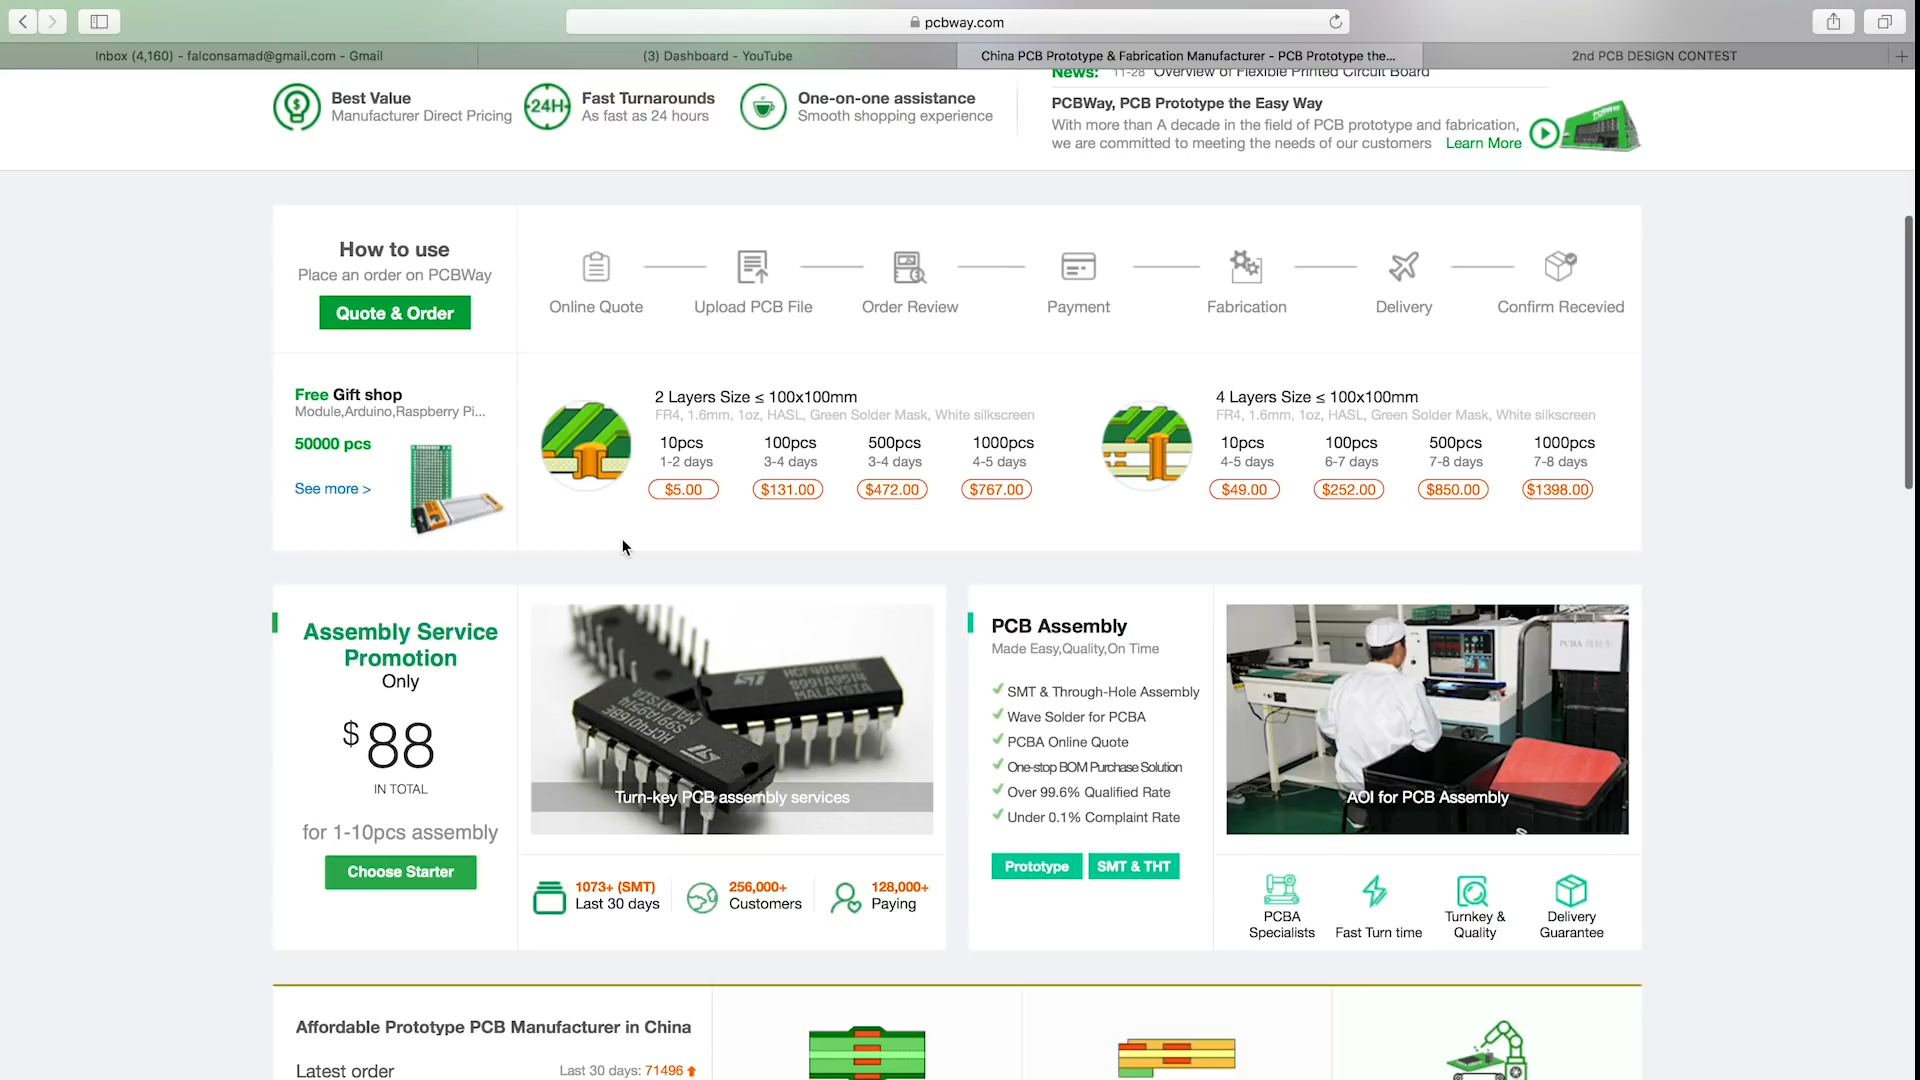 pcbway.com
Inbox (4,160) - falconsamad@gmail.com - Gmail
(3) Dashboard - YouTube
China PCB Prototype & Fabrication Manufacturer - PCB Prototype the...
2nd PCB DESIGN CONTEST
Best Value
Manufacturer Direct Pricing
24H
Fast Turnarounds
As fast as 24 hours
One-on-one assistance
Smooth shopping experience
News: 11-28 Overview of Flexible Printed Circuit Board
PCBWay, PCB Prototype the Easy Way
With more than A decade in the field of PCB prototype and fabrication,
we are committed to meeting the needs of our customers Learn More
How to use
Place an order on PCBWay
Quote & Order
Online Quote
Upload PCB File
Order Review
Payment
Fabrication
Delivery
Confirm Recevied
Free Gift shop
Module,Arduino,Raspberry Pi...
50000 pcs
See more >
2 Layers Size ≤ 100x100mm
FR4, 1.6mm, 1oz, HASL, Green Solder Mask, White silkscreen
10pcs 100pcs 500pcs 1000pcs
1-2 days 3-4 days 3-4 days 4-5 days
$5.00 $131.00 $472.00 $767.00
4 Layers Size ≤ 100x100mm
FR4, 1.6mm, 1oz, HASL, Green Solder Mask, White silkscreen
10pcs 100pcs 500pcs 1000pcs
4-5 days 6-7 days 7-8 days 7-8 days
$49.00 $252.00 $850.00 $1398.00
Assembly Service
Promotion
Only
$88
IN TOTAL
for 1-10pcs assembly
Choose Starter
HCF4016BE
S991A9514
MALAYSIA
HCFU4016BE
Turn-key PCB assembly services
1073+ (SMT)
Last 30 days
256,000+
Customers
128,000+
Paying
PCB Assembly
Made Easy,Quality,On Time
SMT & Through-Hole Assembly
Wave Solder for PCBA
PCBA Online Quote
One-stop BOM Purchase Solution
Over 99.6% Qualified Rate
Under 0.1% Complaint Rate
Prototype
SMT & THT
AOI for PCB Assembly
PCBA
Specialists
Fast Turn time
Turnkey &
Quality
Delivery
Guarantee
Affordable Prototype PCB Manufacturer in China
Latest order
Last 30 days: 71496